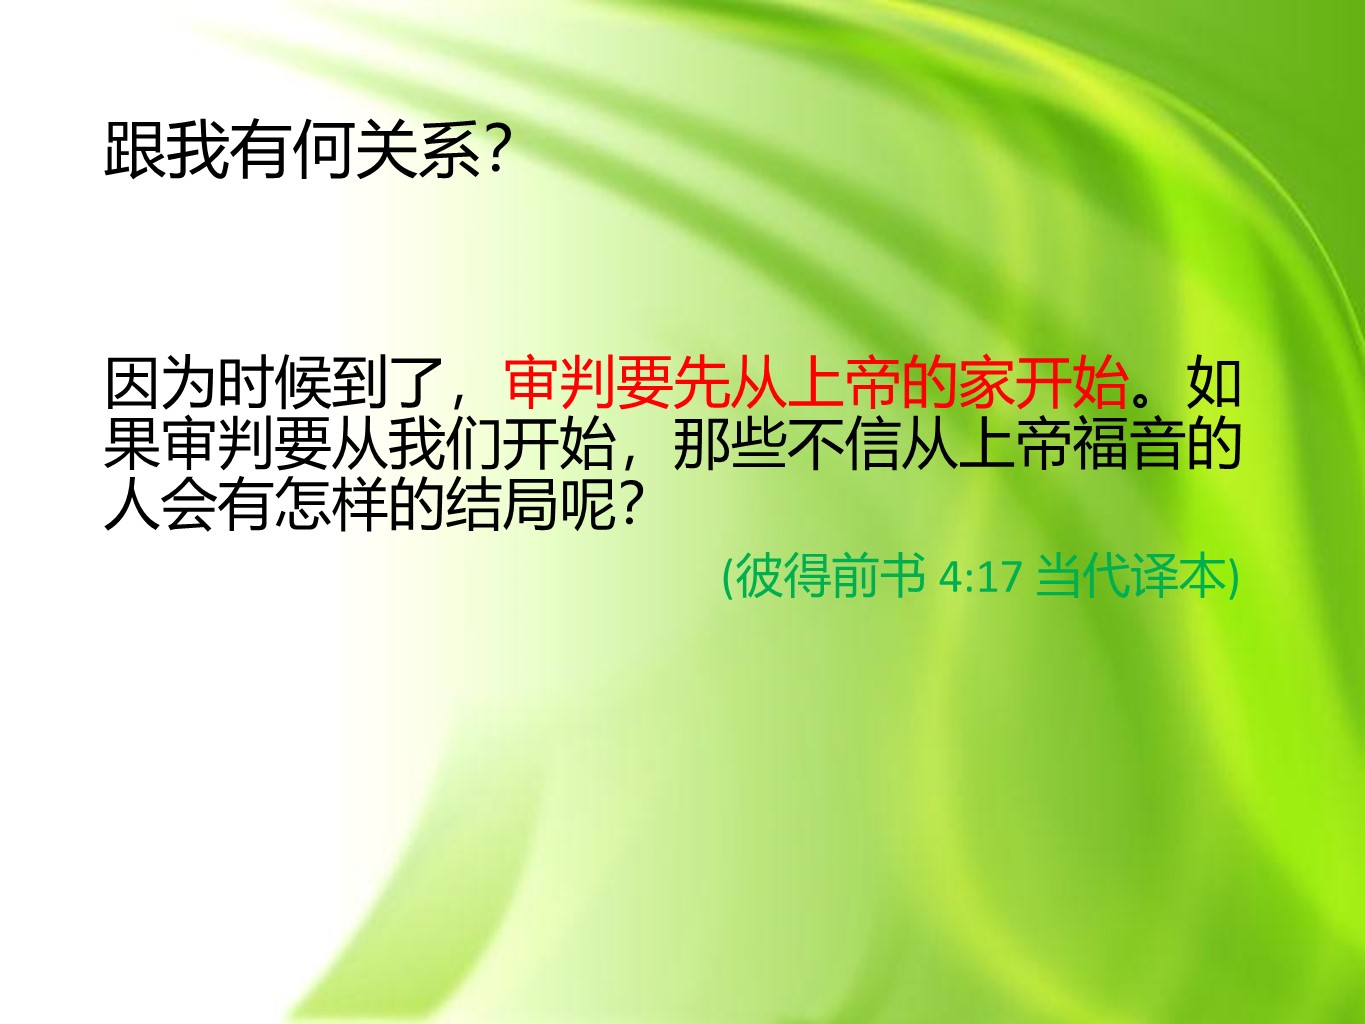 跟我有何关系？
因为时候到了，审判要先从上帝的家开始。如
果审判要从我们开始，那些不信从上帝福音的
人会有怎样的结局呢？
(彼得前书 4:17 当代译本)